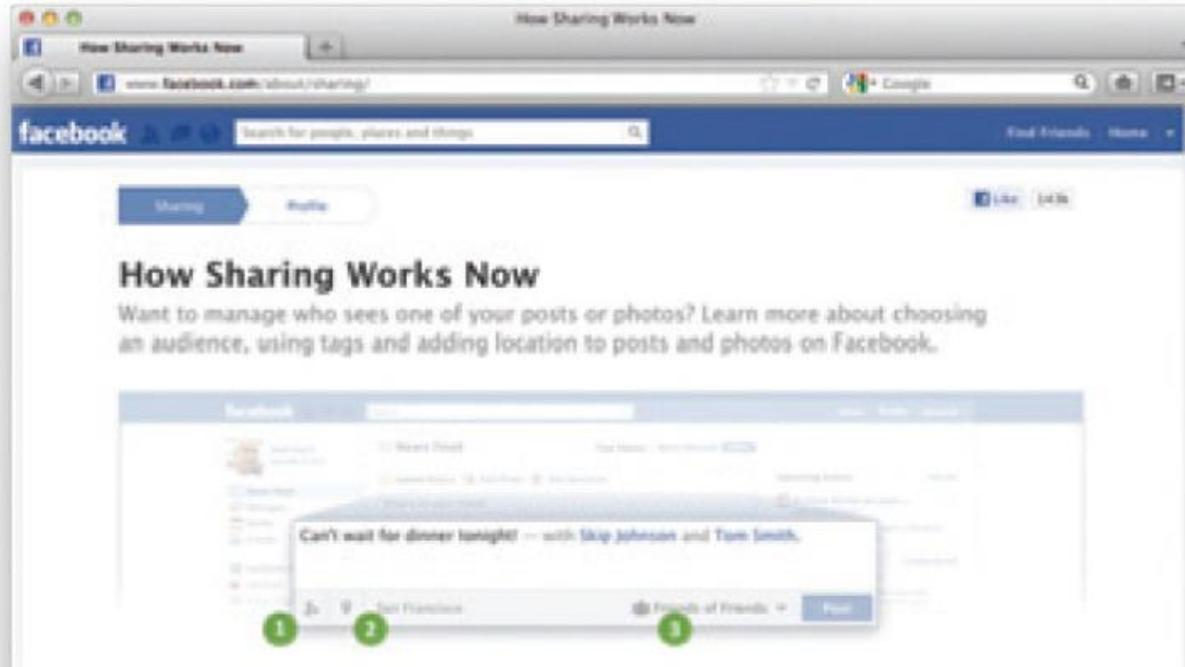 How Sharing Works Now
How Sharing Works Now
www.facebook.com/about/sharing/
Google
facebook
Search for people, places and things
Find Friends Home
Sharing
Profile
Like 143k
How Sharing Works Now
Want to manage who sees one of your posts or photos? Learn more about choosing
an audience, using tags and adding location to posts and photos on Facebook.
facebook
News Feed
Can't wait for dinner tonight! — with Skip Johnson and Tom Smith.
San Francisco
Friends of Friends
Post
1
2
3